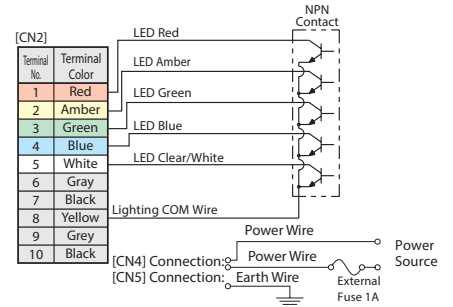 NPN
Contact
[CN2]
LED Red
Terminal No. Terminal Color
LED Amber
1 Red
2 Amber
LED Green
3 Green
LED Blue
4 Blue
LED Clear/White
5 White
6 Gray
7 Black
8 Yellow
Lighting COM Wire
9 Grey
10 Black
Power Wire
[CN4] Connection: Power Wire
Power
Source
[CN5] Connection: Earth Wire
External
Fuse 1A